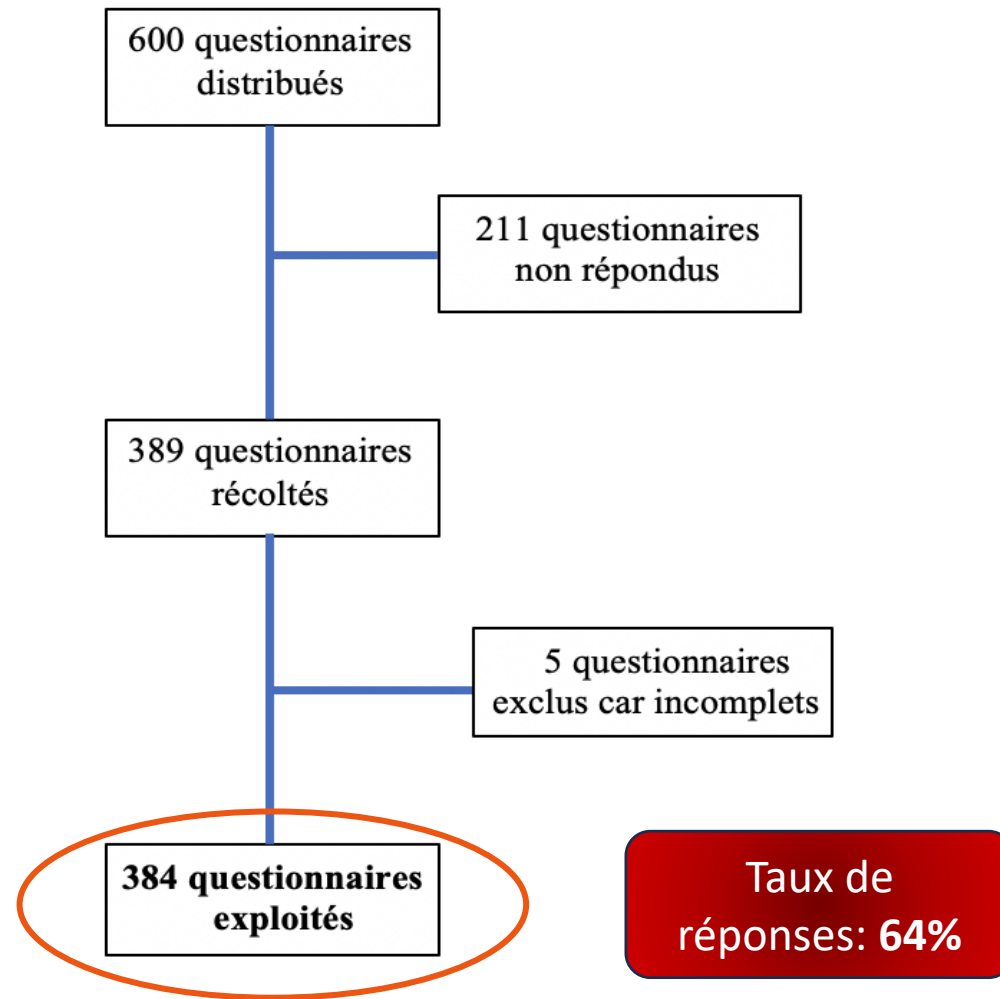 600 questionnaires
distribués
211 questionnaires
non répondus
389 questionnaires
récoltés
5 questionnaires
exclus car incomplets
384 questionnaires
exploités
Taux de
réponses: 64%